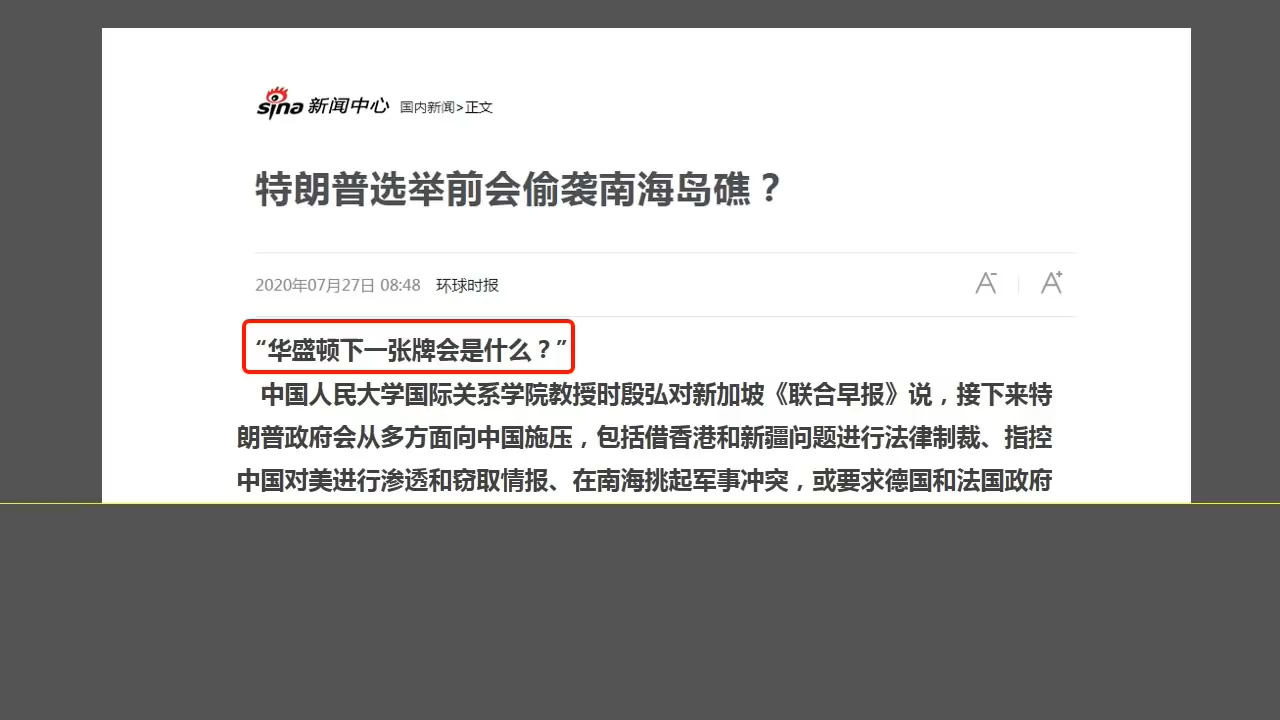 sina 新闻中心 国内新闻>正文
特朗普选举前会偷袭南海岛礁？
2020年07月27日 08:48 环球时报
A- A+
“华盛顿下一张牌会是什么？”
中国人民大学国际关系学院教授时殷弘对新加坡《联合早报》说，接下来特
朗普政府会从多方面向中国施压，包括借香港和新疆问题进行法律制裁、指控
中国对美进行渗透和窃取情报、在南海挑起军事冲突，或要求德国和法国政府